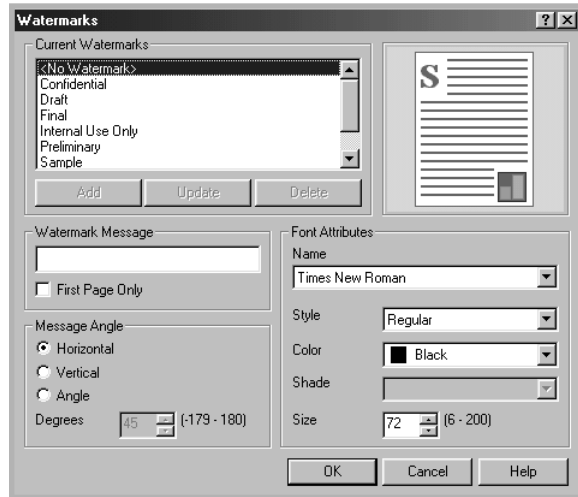 Watermarks
Current Watermarks
<No Watermark>
Confidential
Draft
Final
Internal Use Only
Preliminary
Sample
Add Update Delete
S
Watermark Message
First Page Only
Message Angle
Horizontal
Vertical
Angle
Degrees 45 (-179 - 180)
Font Attributes
Name
Times New Roman
Style Regular
Color Black
Shade
Size 72 (6 - 200)
OK Cancel Help